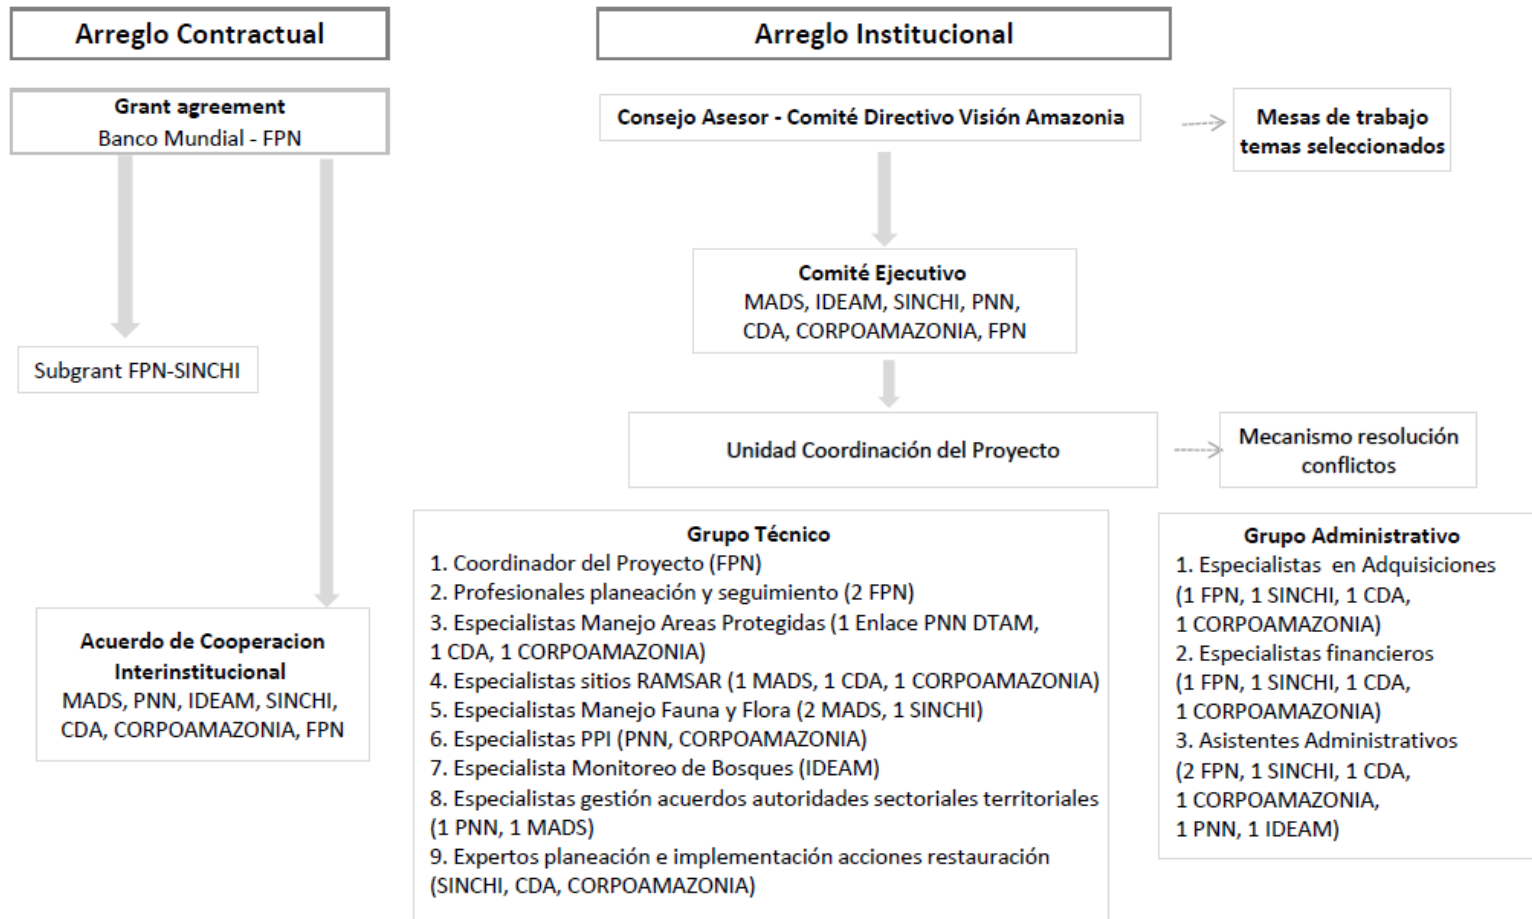 Arreglo Contractual
Grant agreement
Banco Mundial - FPN
Subgrant FPN-SINCHI
Acuerdo de Cooperacion
Interinstitucional
MADS, PNN, IDEAM, SINCHI,
CDA, CORPOAMAZONIA, FPN
Arreglo Institucional
Consejo Asesor - Comité Directivo Visión Amazonia
Mesas de trabajo
temas seleccionados
Comité Ejecutivo
MADS, IDEAM, SINCHI, PNN,
CDA, CORPOAMAZONIA, FPN
Unidad Coordinación del Proyecto
Mecanismo resolución
conflictos
Grupo Técnico
1. Coordinador del Proyecto (FPN)
2. Profesionales planeación y seguimiento (2 FPN)
3. Especialistas Manejo Areas Protegidas (1 Enlace PNN DTAM,
1 CDA, 1 CORPOAMAZONIA)
4. Especialistas sitios RAMSAR (1 MADS, 1 CDA, 1 CORPOAMAZONIA)
5. Especialistas Manejo Fauna y Flora (2 MADS, 1 SINCHI)
6. Especialistas PPI (PNN, CORPOAMAZONIA)
7. Especialista Monitoreo de Bosques (IDEAM)
8. Especialistas gestión acuerdos autoridades sectoriales territoriales
(1 PNN, 1 MADS)
9. Expertos planeación e implementación acciones restauración
(SINCHI, CDA, CORPOAMAZONIA)
Grupo Administrativo
1. Especialistas en Adquisiciones
(1 FPN, 1 SINCHI, 1 CDA,
1 CORPOAMAZONIA)
2. Especialistas financieros
(1 FPN, 1 SINCHI, 1 CDA,
1 CORPOAMAZONIA)
3. Asistentes Administrativos
(2 FPN, 1 SINCHI, 1 CDA,
1 CORPOAMAZONIA,
1 PNN, 1 IDEAM)